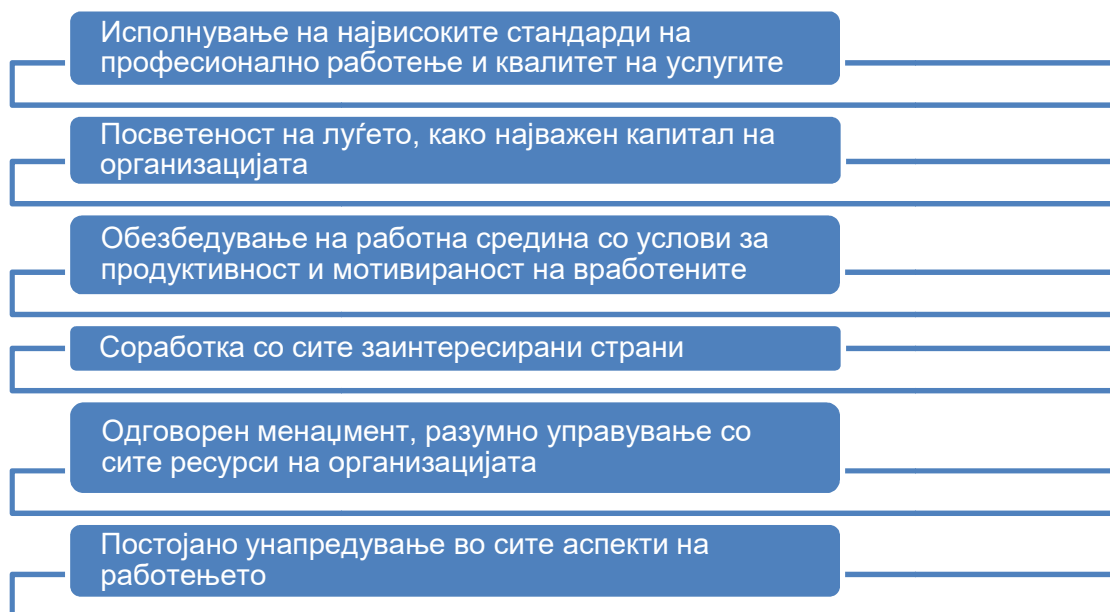 Исполнување на највисоките стандарди на
професионално работење и квалитет на услугите
Посветеност на луѓето, како најважен капитал на
организацијата
Обезбедување на работна средина со услови за
продуктивност и мотивираност на вработените
Соработка со сите заинтересирани страни
Одговорен менаџмент, разумно управување со
сите ресурси на организацијата
Постојано унапредување во сите аспекти на
работењето